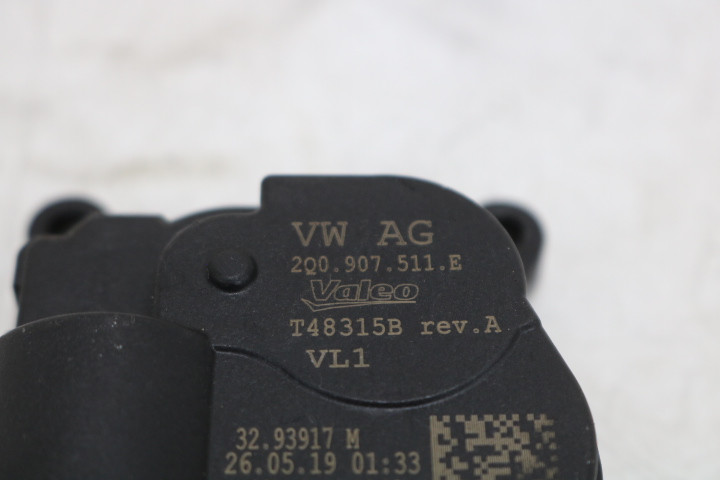 VW AG
2Q0.907.511.E
Valeo
T48315B rev.A
VL1
32.93917 M
26.05.19 01:33